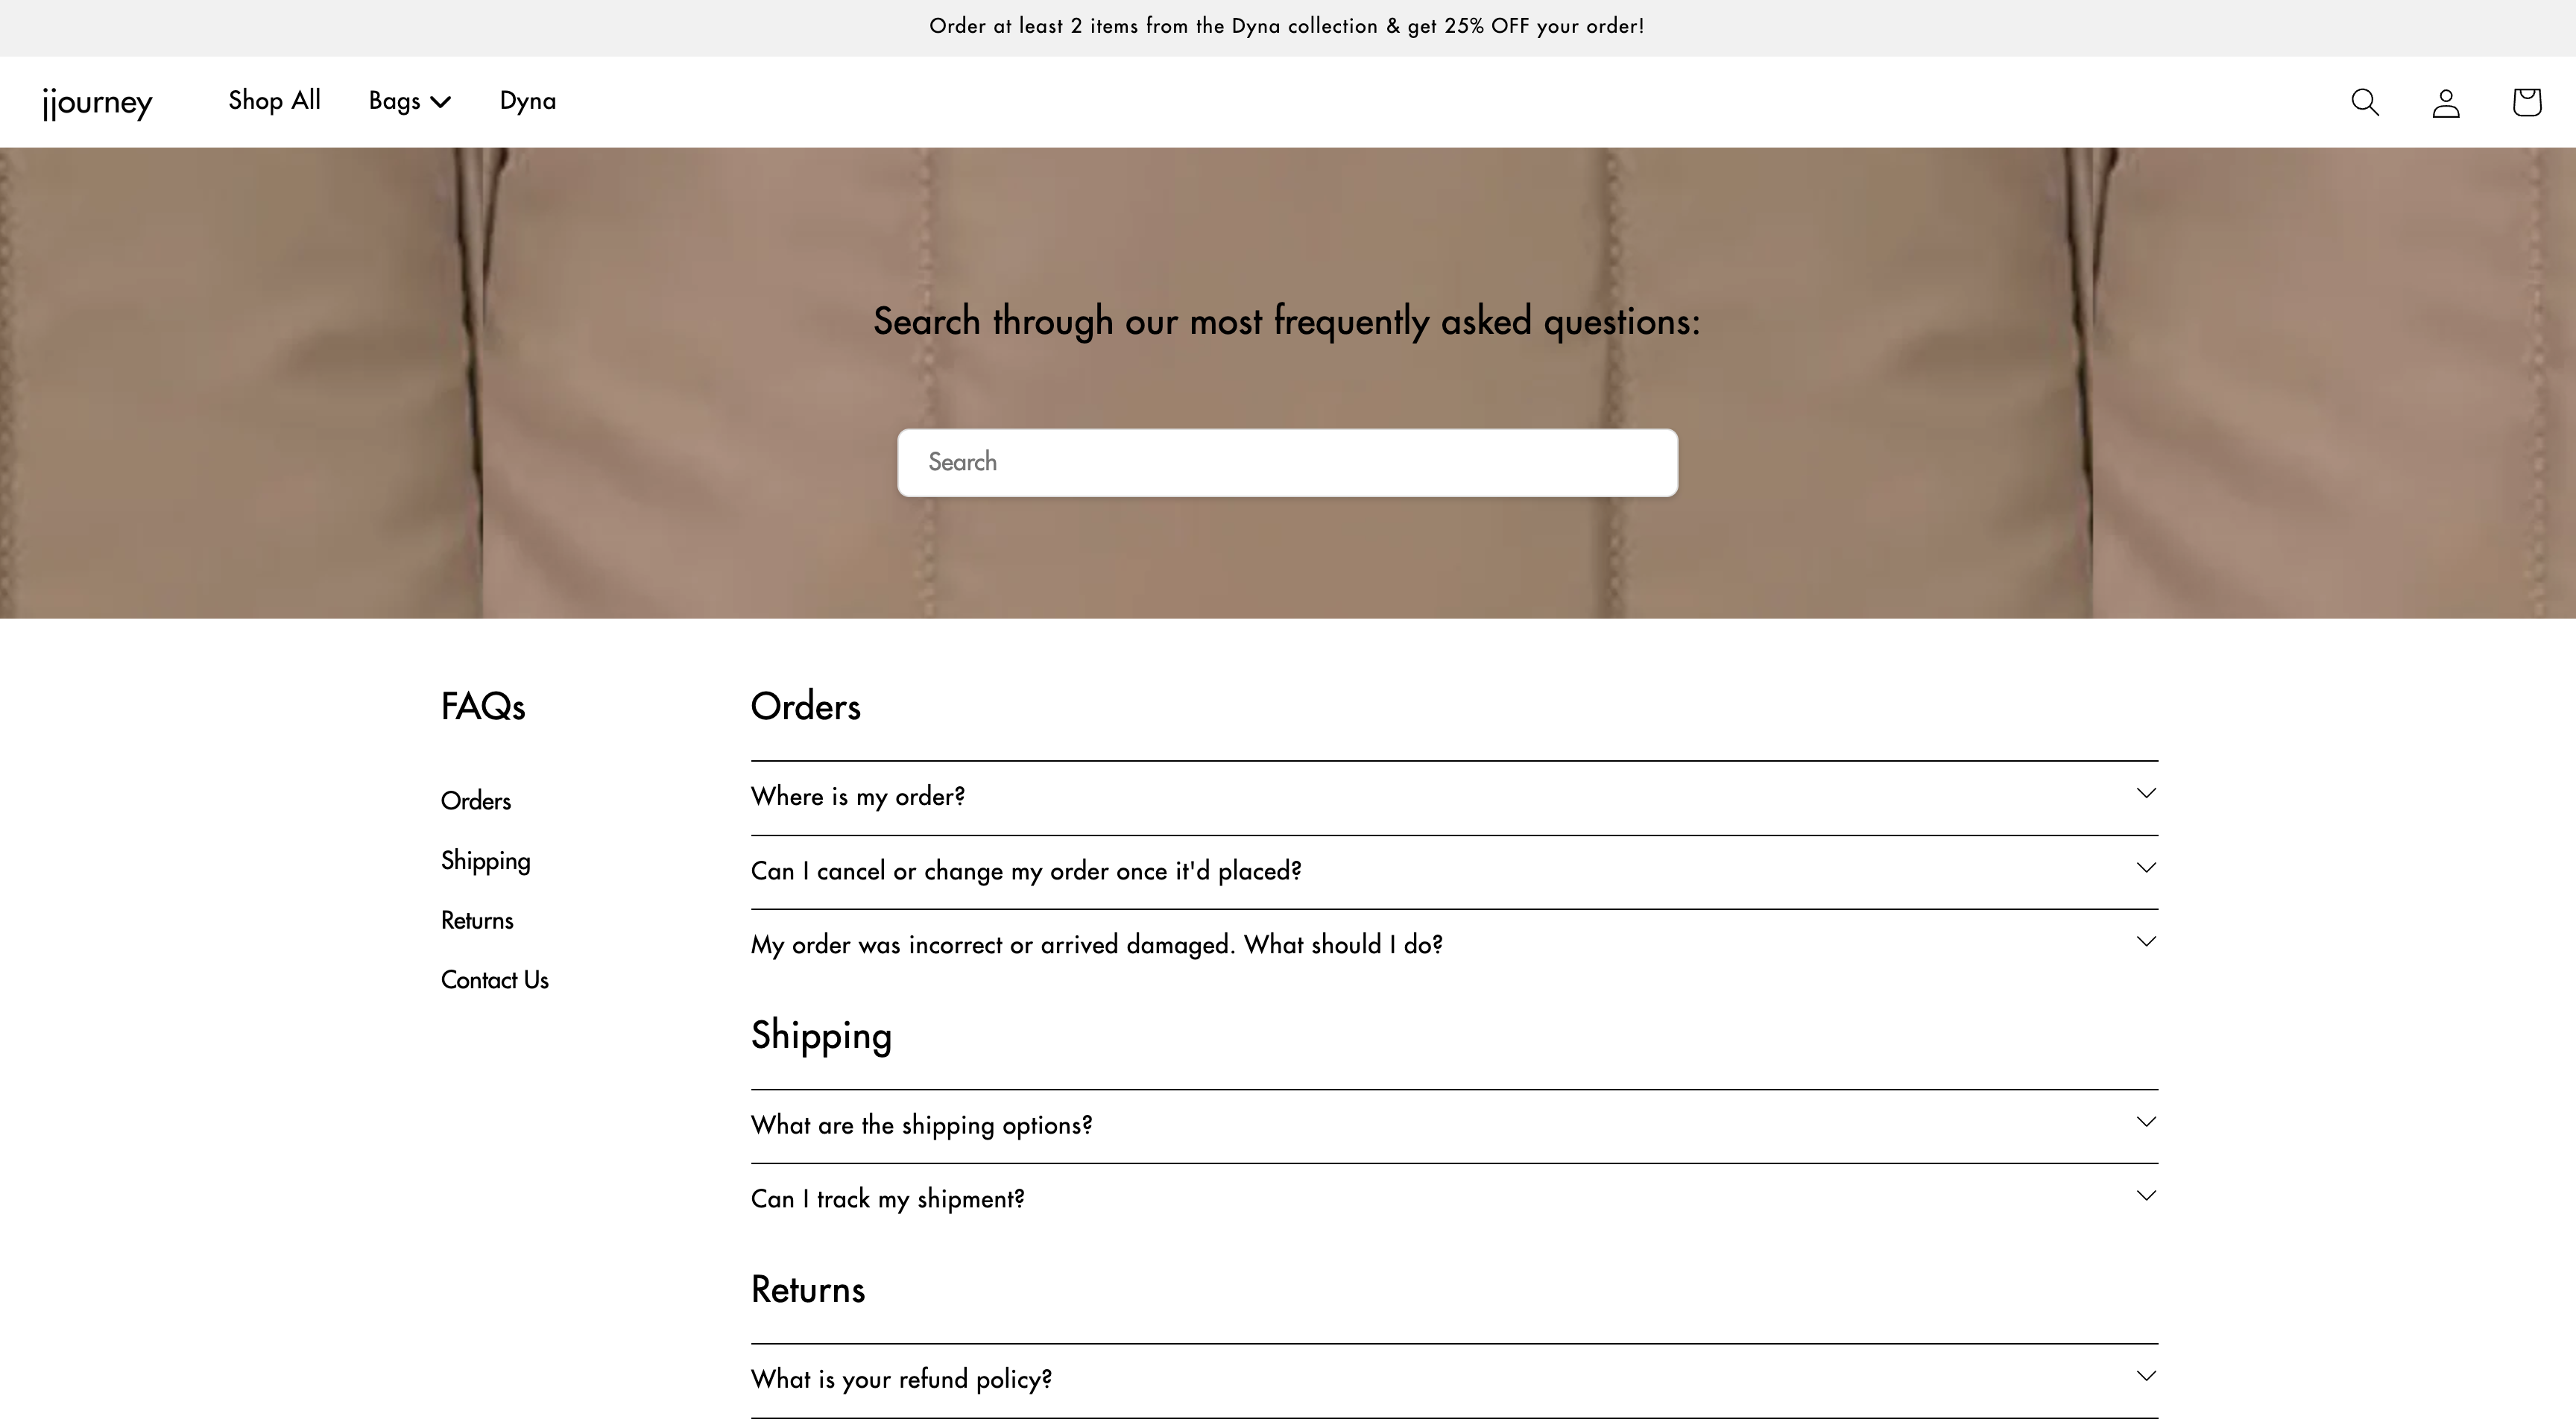 Order at least 2 items from the Dyna collection & get 25% OFF your order!
jjourney
Shop All
Bags
Dyna
Search through our most frequently asked questions:
Search
FAQs
Orders
Shipping
Returns
Contact Us
Orders
Where is my order?
Can I cancel or change my order once it'd placed?
My order was incorrect or arrived damaged. What should I do?
Shipping
What are the shipping options?
Can I track my shipment?
Returns
What is your refund policy?